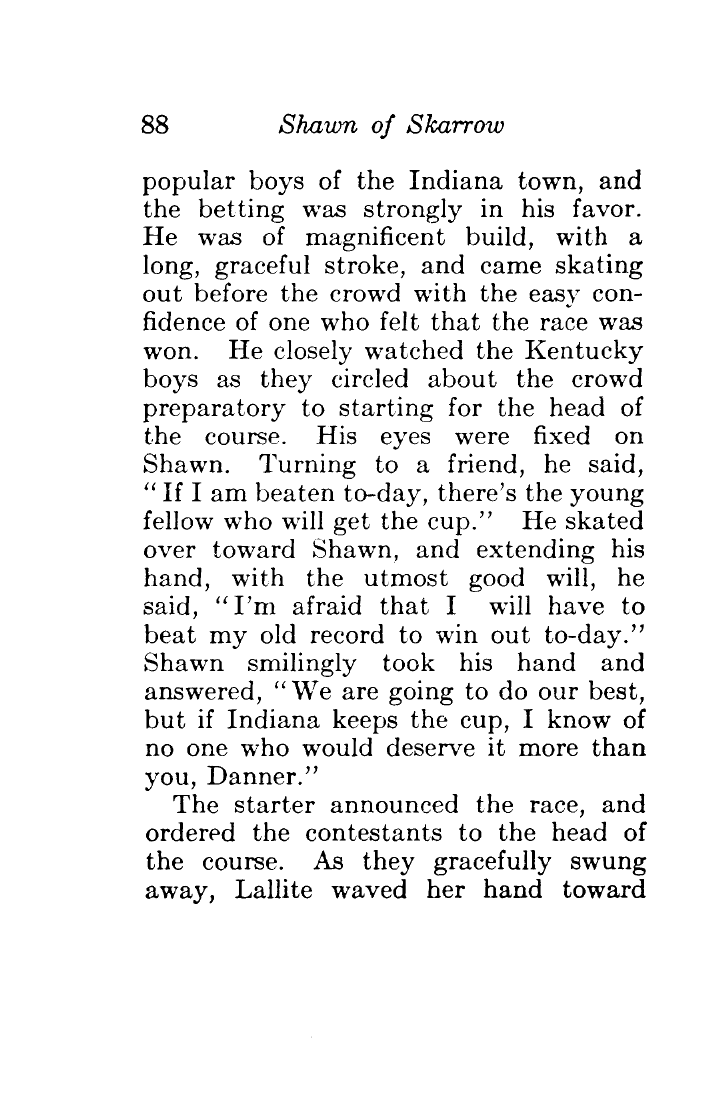 88 Shawn of Skarrow
popular boys of the Indiana town, and
the betting was strongly in his favor.
He was of magnificent build, with a
long, graceful stroke, and came skating
out before the crowd with the easy con-
fidence of one who felt that the race was
won. He closely watched the Kentucky
boys as they circled about the crowd
preparatory to starting for the head of
the course. His eyes were fixed on
Shawn. Turning to a friend, he said,
“If I am beaten to-day, there’s the young
fellow who will get the cup.” He skated
over toward Shawn, and extending his
hand, with the utmost good will, he
said, “I’m afraid that I will have to
beat my old record to win out to-day.”
Shawn smilingly took his hand and
answered, “We are going to do our best,
but if Indiana keeps the cup, I know of
no one who would deserve it more than
you, Danner.”
The starter announced the race, and
ordered the contestants to the head of
the course. As they gracefully swung
away, Lallite waved her hand toward